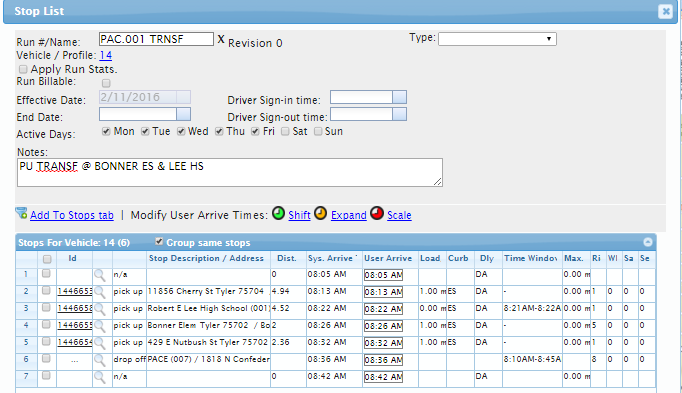 Stop List
Run #/Name: PAC.001 TRNSF X Revision 0 Type:
Vehicle / Profile: 14
Apply Run Stats.
Run Billable:
Effective Date: 2/11/2016 Driver Sign-in time:
End Date: Driver Sign-out time:
Active Days: Mon Tue Wed Thu Fri Sat Sun
Notes:
PU TRANSF @ BONNER ES & LEE HS
Add To Stops tab | Modify User Arrive Times: Shift Expand Scale
Stops For Vehicle: 14 (6) Group same stops
Id Stop Description / Address Dist. Sys. Arrive User Arrive Load Curb Dly Time Window Max. Ri Wl Sa Se
1 n/a 0 08:05 AM 08:05 AM DA 0.00 m
2 1446653 pick up 11856 Cherry St Tyler 75704 4.94 08:13 AM 08:13 AM 1.00 m ES DA - 0.00 m 1 0 0 0
3 1446658 pick up Robert E Lee High School (001) 4.52 08:22 AM 08:22 AM 0.00 m ES DA 8:21AM-8:22A 0.00 m 1 0 0 0
4 1446655 pick up Bonner Elem Tyler 75702 / Bo 2 08:26 AM 08:26 AM 1.00 m ES DA - 0.00 m 5 0 0 0
5 1446654 pick up 429 E Nutbush St Tyler 75702 2.36 08:32 AM 08:32 AM 1.00 m ES DA - 0.00 m 1 0 0 0
6 ... drop off PACE (007) / 1818 N Confeder 08:36 AM 08:36 AM 8:10AM-8:45A 8 0 0 0
7 n/a 0 08:42 AM 08:42 AM DA 0.00 m